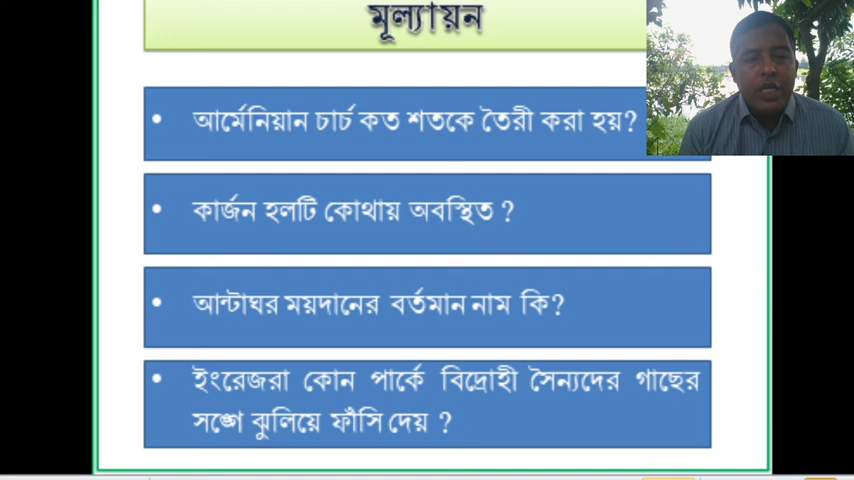 মূল্যায়ন
• আর্মেনিয়ান চার্চ কত শতকে তৈরী করা হয়?
• কার্জন হলটি কোথায় অবস্থিত ?
• আন্টাঘর ময়দানের বর্তমান নাম কি?
• ইংরেজরা কোন পার্কে বিদ্রোহী সৈন্যদের গাছের
সঙ্গে ঝুলিয়ে ফাঁসি দেয় ?